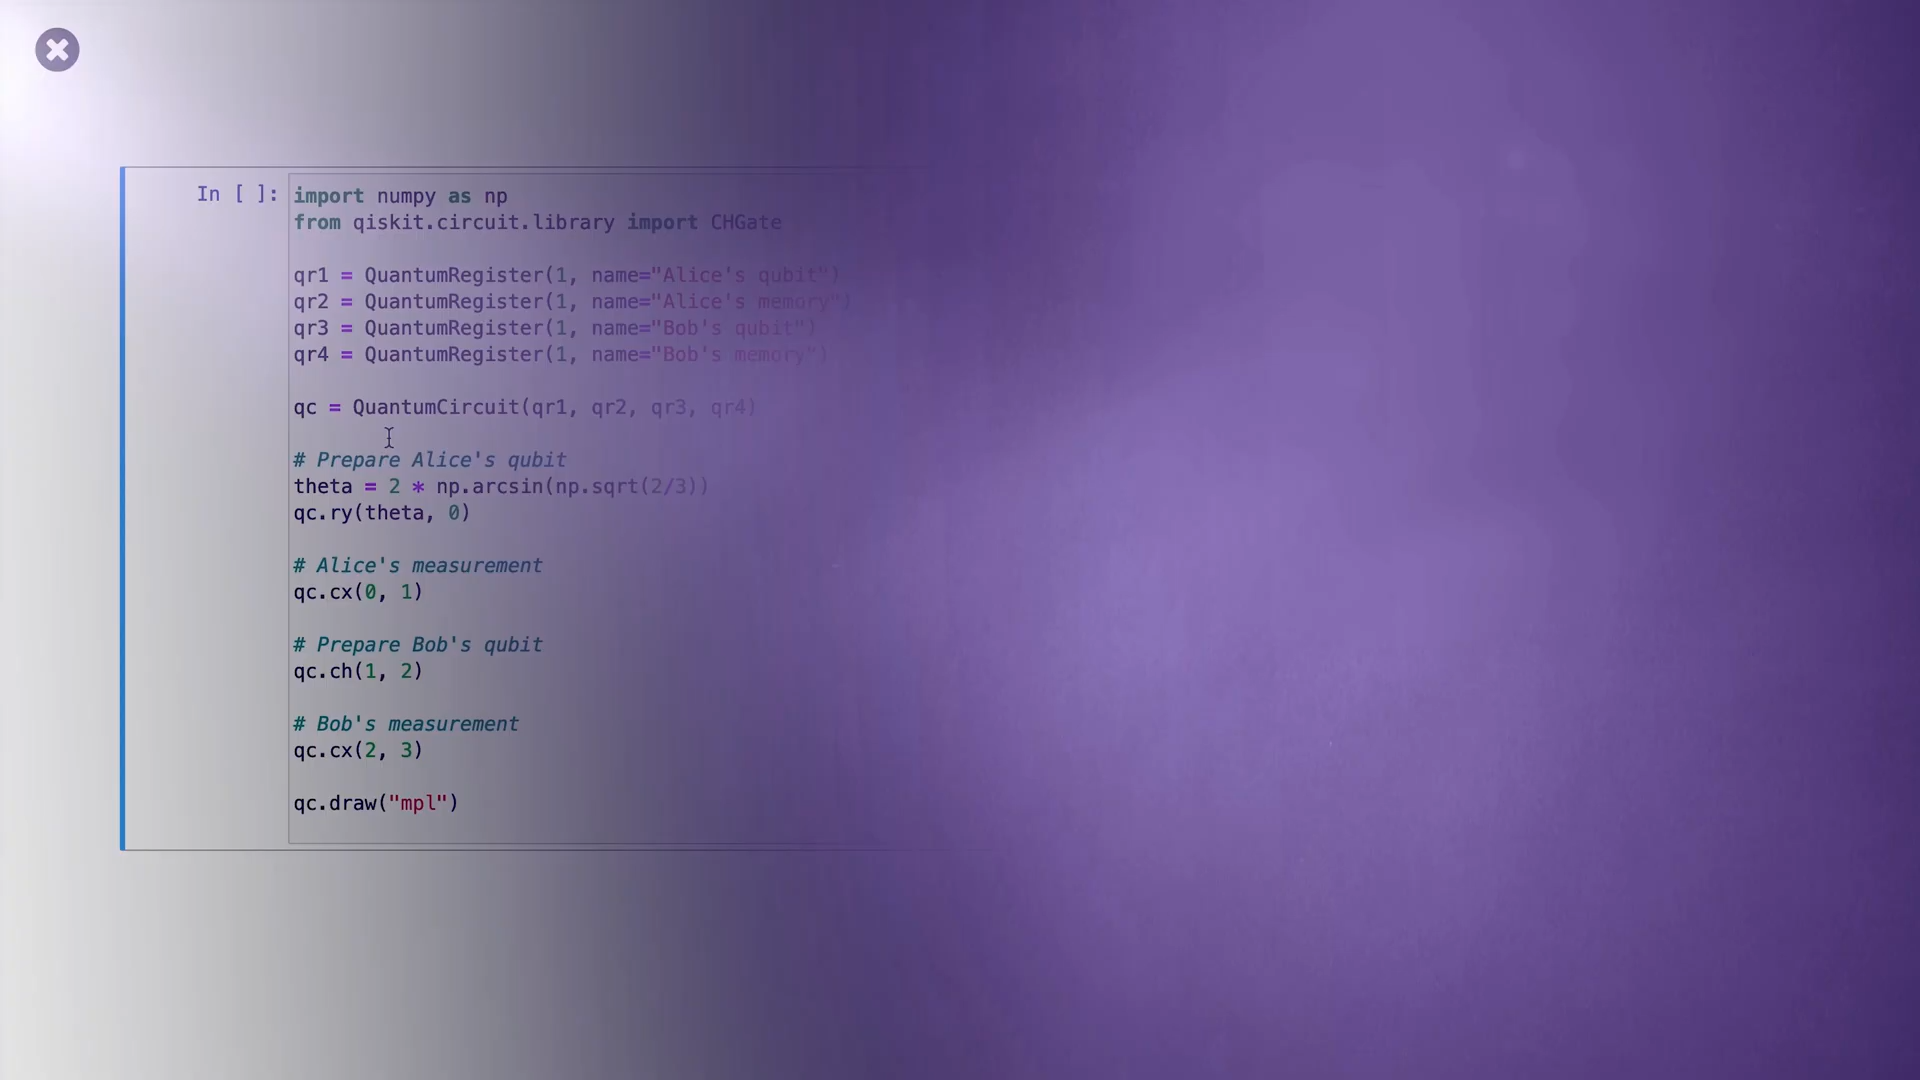 In [ ]:
import numpy as np
from qiskit.circuit.library import CHGate
qr1 = QuantumRegister(1, name="Alice's qubit")
qr2 = QuantumRegister(1, name="Alice's memory")
qr3 = QuantumRegister(1, name="Bob's qubit")
qr4 = QuantumRegister(1, name="Bob's memory")
qc = QuantumCircuit(qr1, qr2, qr3, qr4)
# Prepare Alice's qubit
theta = 2 * np.arcsin(np.sqrt(2/3))
qc.ry(theta, 0)
# Alice's measurement
qc.cx(0, 1)
# Prepare Bob's qubit
qc.ch(1, 2)
# Bob's measurement
qc.cx(2, 3)
qc.draw("mpl")